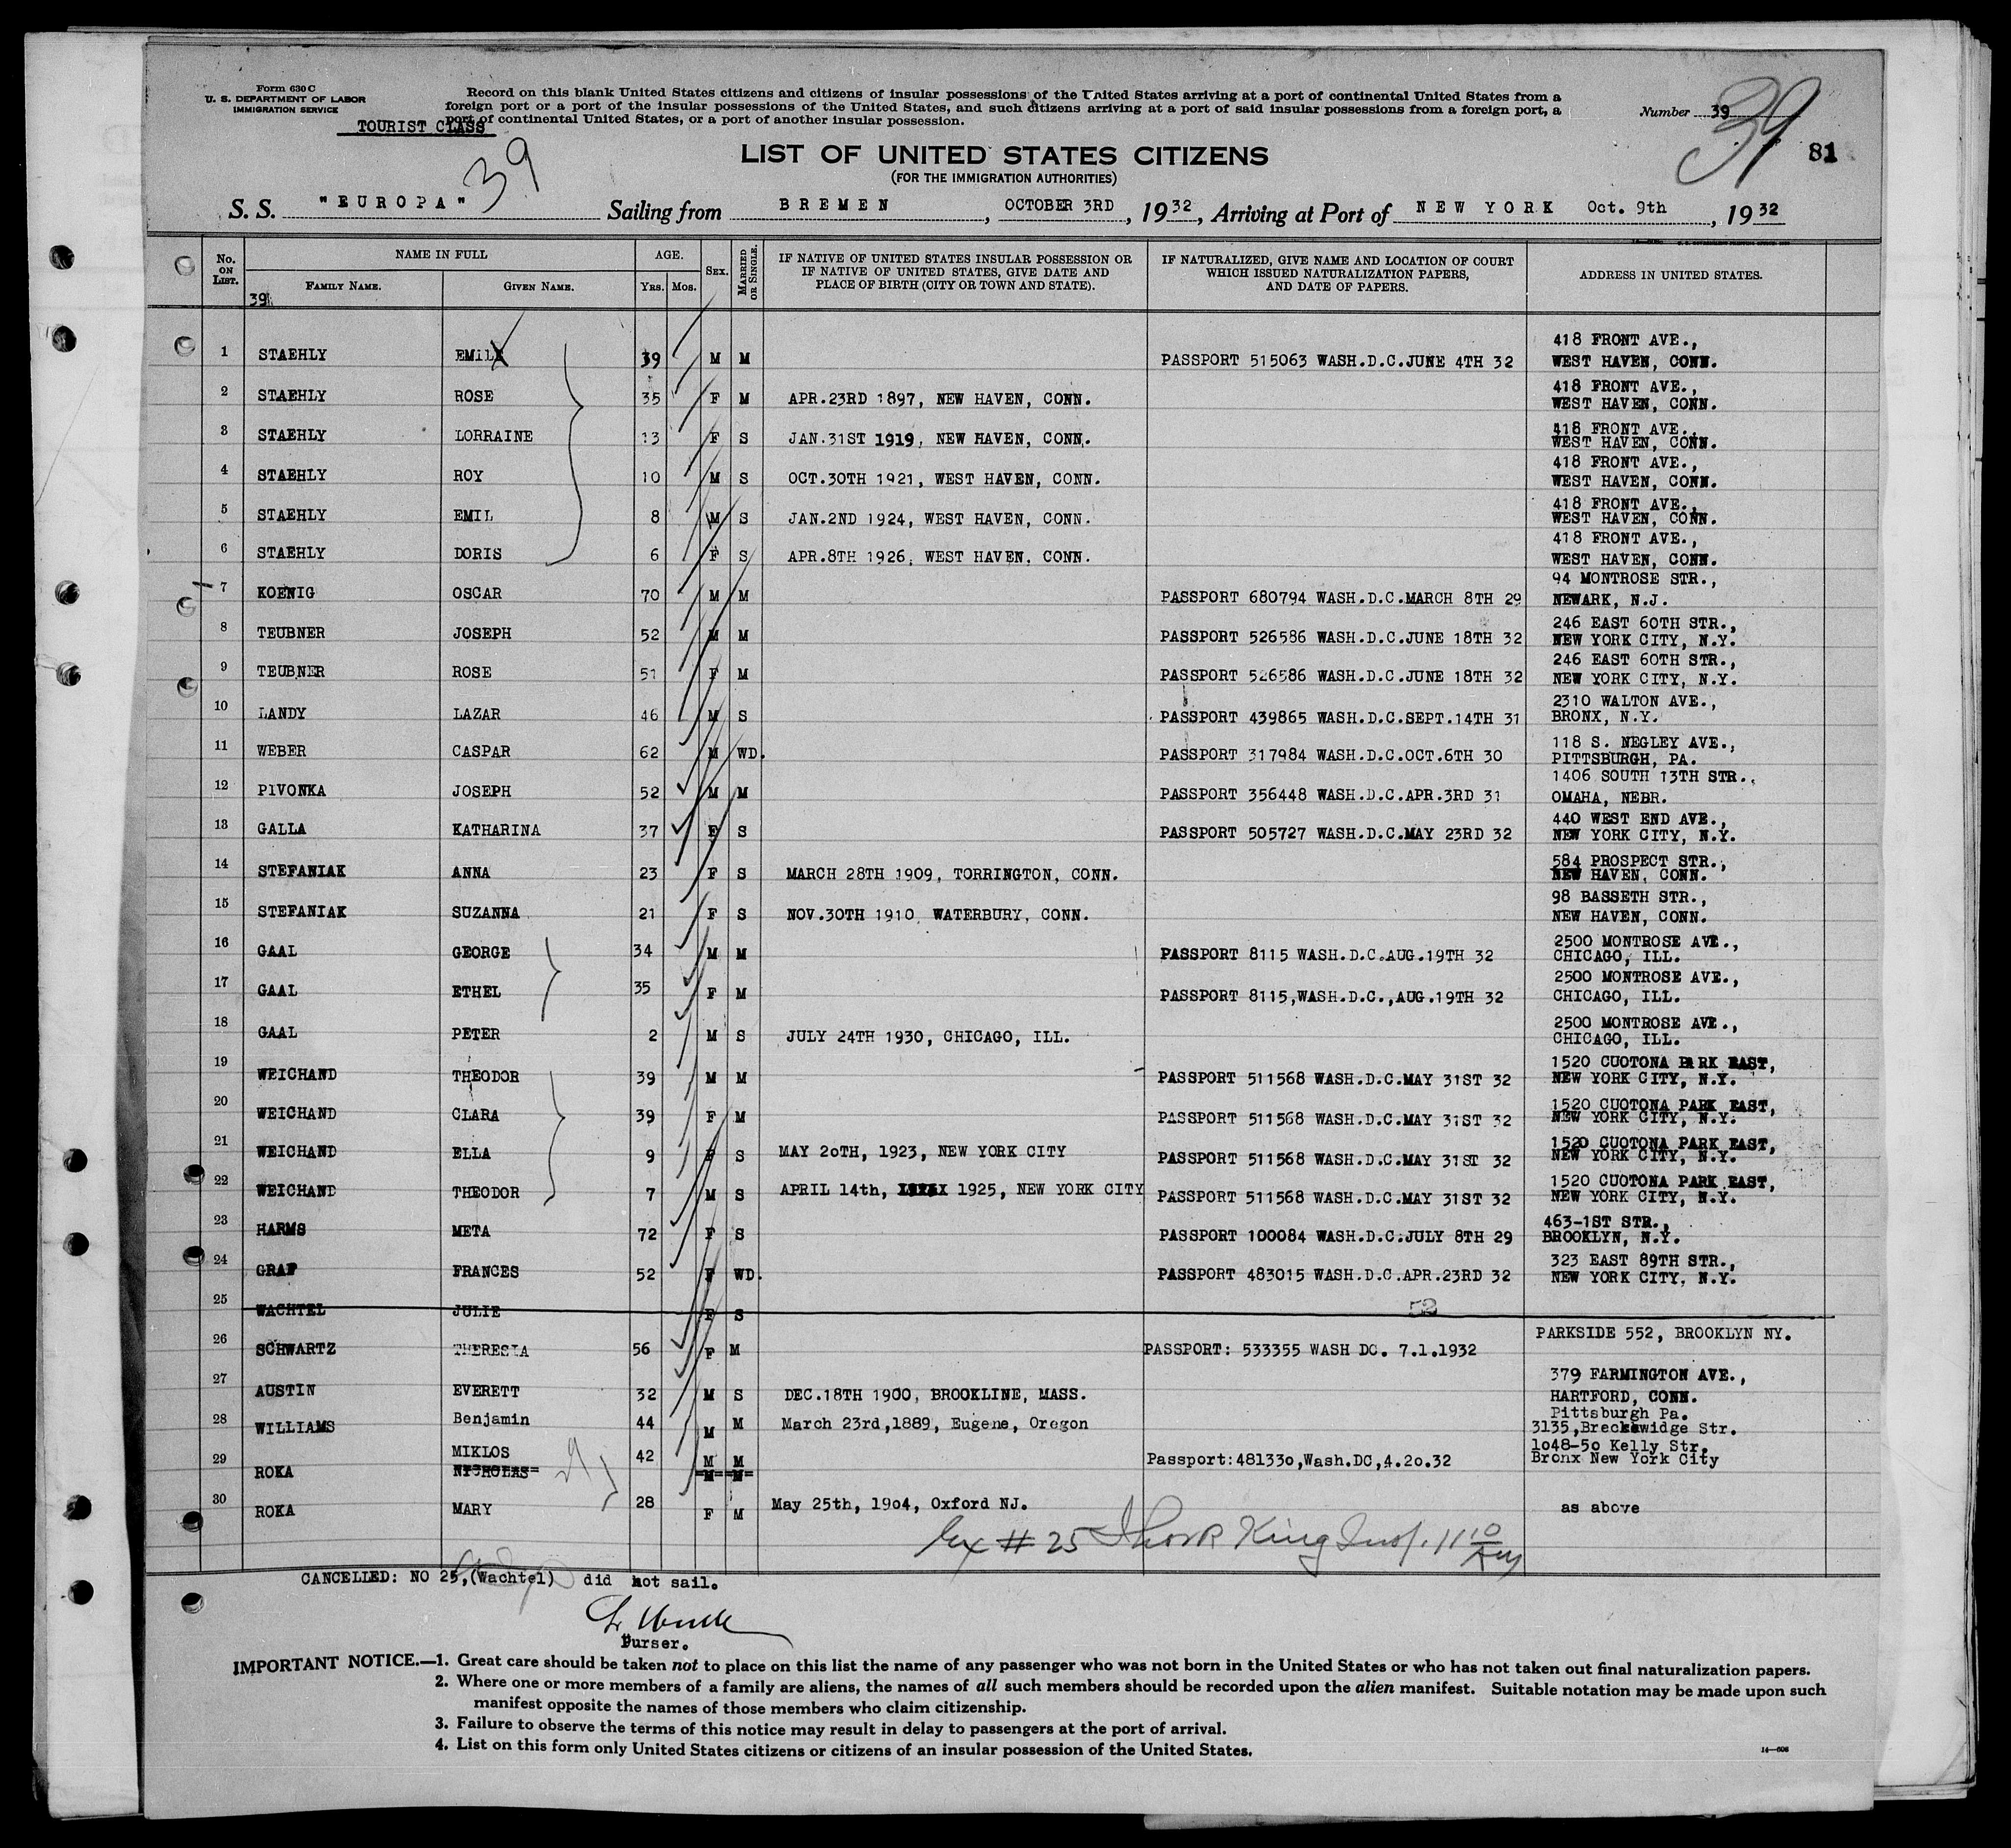 Form 630 C
U. S. DEPARTMENT OF LABOR
IMMIGRATION SERVICE
TOURIST CLASS
Record on this blank United States citizens and citizens of insular possessions of the United States arriving at a port of continental United States from a
foreign port or a port of the insular possessions of the United States, and such citizens arriving at a port of said insular possessions from a foreign port, a
port of continental United States, or a port of another insular possession.
Number 39
39
81
39
LIST OF UNITED STATES CITIZENS
(FOR THE IMMIGRATION AUTHORITIES)
S. S. "EUROPA" Sailing from BREMEN, OCTOBER 3RD, 1932, Arriving at Port of NEW YORK Oct. 9th, 1932
No. ON LIST. NAME IN FULL AGE. SEX. MARRIED OR SINGLE. IF NATIVE OF UNITED STATES INSULAR POSSESSION OR IF NATIVE OF UNITED STATES, GIVE DATE AND PLACE OF BIRTH (CITY OR TOWN AND STATE). IF NATURALIZED, GIVE NAME AND LOCATION OF COURT WHICH ISSUED NATURALIZATION PAPERS, AND DATE OF PAPERS. ADDRESS IN UNITED STATES.
FAMILY NAME. GIVEN NAME. Yrs. Mos.
39
1 STAEHLY EMIL 39 M M PASSPORT 515063 WASH.D.C.JUNE 4TH 32 418 FRONT AVE., WEST HAVEN, CONN.
2 STAEHLY ROSE 35 F M APR.23RD 1897, NEW HAVEN, CONN. 418 FRONT AVE., WEST HAVEN, CONN.
3 STAEHLY LORRAINE 13 F S JAN.31ST 1919, NEW HAVEN, CONN. 418 FRONT AVE., WEST HAVEN, CONN.
4 STAEHLY ROY 10 M S OCT.30TH 1921, WEST HAVEN, CONN. 418 FRONT AVE., WEST HAVEN, CONN.
5 STAEHLY EMIL 8 M S JAN.2ND 1924, WEST HAVEN, CONN. 418 FRONT AVE., WEST HAVEN, CONN.
6 STAEHLY DORIS 6 F S APR.8TH 1926, WEST HAVEN, CONN. 418 FRONT AVE., WEST HAVEN, CONN.
7 KOENIG OSCAR 70 M M PASSPORT 680794 WASH.D.C.MARCH 8TH 29 94 MONTROSE STR., NEWARK, N.J.
8 TEUBNER JOSEPH 52 M M PASSPORT 526586 WASH.D.C.JUNE 18TH 32 246 EAST 60TH STR., NEW YORK CITY, N.Y.
9 TEUBNER ROSE 51 F M PASSPORT 526586 WASH.D.C.JUNE 18TH 32 246 EAST 60TH STR., NEW YORK CITY, N.Y.
10 LANDY LAZAR 46 M S PASSPORT 439865 WASH.D.C.SEPT.14TH 31 2310 WALTON AVE., BRONX, N.Y.
11 WEBER CASPAR 62 M WD. PASSPORT 317984 WASH.D.C.OCT.6TH 30 118 S. NEGLEY AVE., PITTSBURGH, PA.
12 PIVONKA JOSEPH 52 M M PASSPORT 356448 WASH.D.C.APR.3RD 31 1406 SOUTH 13TH STR., OMAHA, NEBR.
13 GALLA KATHARINA 37 F S PASSPORT 505727 WASH.D.C.MAY 23RD 32 440 WEST END AVE., NEW YORK CITY, N.Y.
14 STEFANIAK ANNA 23 F S MARCH 28TH 1909, TORRINGTON, CONN. 584 PROSPECT STR., NEW HAVEN, CONN.
15 STEFANIAK SUZANNA 21 F S NOV.30TH 1910, WATERBURY, CONN. 98 BASSETH STR., NEW HAVEN, CONN.
16 GAAL GEORGE 34 M M PASSPORT 8115 WASH.D.C.AUG.19TH 32 2500 MONTROSE AVE., CHICAGO, ILL.
17 GAAL ETHEL 35 F M PASSPORT 8115,WASH.D.C.,AUG.19TH 32 2500 MONTROSE AVE., CHICAGO, ILL.
18 GAAL PETER 2 M S JULY 24TH 1930, CHICAGO, ILL. 2500 MONTROSE AVE., CHICAGO, ILL.
19 WEICHAND THEODOR 39 M M PASSPORT 511568 WASH.D.C.MAY 31ST 32 1520 CUOTONA PARK EAST, NEW YORK CITY, N.Y.
20 WEICHAND CLARA 39 F M PASSPORT 511568 WASH.D.C.MAY 31ST 32 1520 CUOTONA PARK EAST, NEW YORK CITY, N.Y.
21 WEICHAND ELLA 9 F S MAY 20TH, 1923, NEW YORK CITY PASSPORT 511568 WASH.D.C.MAY 31ST 32 1520 CUOTONA PARK EAST, NEW YORK CITY, N.Y.
22 WEICHAND THEODOR 7 M S APRIL 14th, 1925, NEW YORK CITY PASSPORT 511568 WASH.D.C.MAY 31ST 32 1520 CUOTONA PARK EAST, NEW YORK CITY, N.Y.
23 HARMS META 72 F S PASSPORT 100084 WASH.D.C.JULY 8TH 29 463-1ST STR., BROOKLYN, N.Y.
24 GRAF FRANCES 52 F WD. PASSPORT 483015 WASH.D.C.APR.23RD 32 323 EAST 89TH STR., NEW YORK CITY, N.Y.
25 WACHTEL JULIE F S 52
26 SCHWARTZ THERESIA 56 F M PASSPORT: 533355 WASH DC. 7.1.1932 PARKSIDE 552, BROOKLYN NY.
27 AUSTIN EVERETT 32 M S DEC.18TH 1900, BROOKLINE, MASS. 379 FARMINGTON AVE., HARTFORD, CONN.
28 WILLIAMS Benjamin 44 M M March 23rd,1889, Eugene, Oregon Pittsburgh Pa. 3135,Breckewidge Str.
29 ROKA MIKLOS NICHOLAS 42 M M M M Passport:481330,Wash.DC,4.20.32 1048-50 Kelly Str, Bronx New York City
30 ROKA MARY 28 F M May 25th, 1904, Oxford NJ. as above
Ex # 25 King Insp. 11 10 Am
CANCELLED: NO 25,(Wachtel) did not sail.
Purser.
IMPORTANT NOTICE.—1. Great care should be taken not to place on this list the name of any passenger who was not born in the United States or who has not taken out final naturalization papers.
2. Where one or more members of a family are aliens, the names of all such members should be recorded upon the alien manifest. Suitable notation may be made upon such
manifest opposite the names of those members who claim citizenship.
3. Failure to observe the terms of this notice may result in delay to passengers at the port of arrival.
4. List on this form only United States citizens or citizens of an insular possession of the United States.
14—608